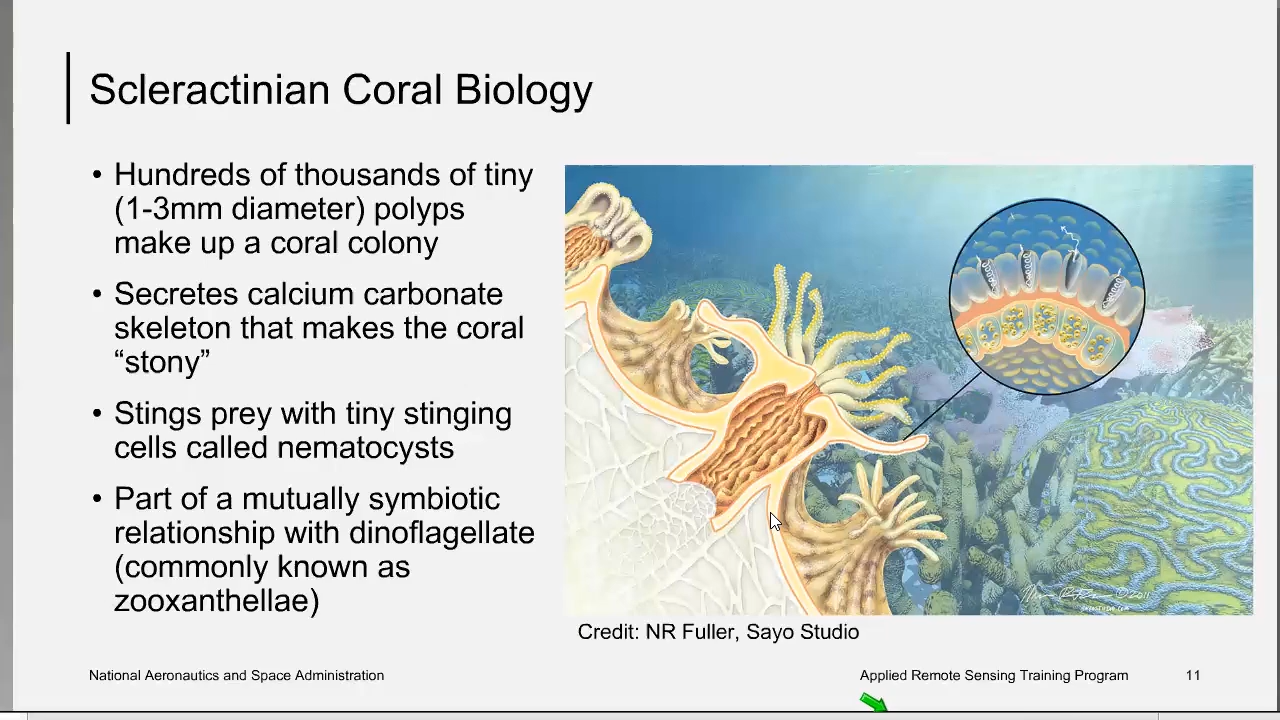 Scleractinian Coral Biology
• Hundreds of thousands of tiny
(1-3mm diameter) polyps
make up a coral colony
• Secretes calcium carbonate
skeleton that makes the coral
“stony”
• Stings prey with tiny stinging
cells called nematocysts
• Part of a mutually symbiotic
relationship with dinoflagellate
(commonly known as
zooxanthellae)
Credit: NR Fuller, Sayo Studio
National Aeronautics and Space Administration
Applied Remote Sensing Training Program
11